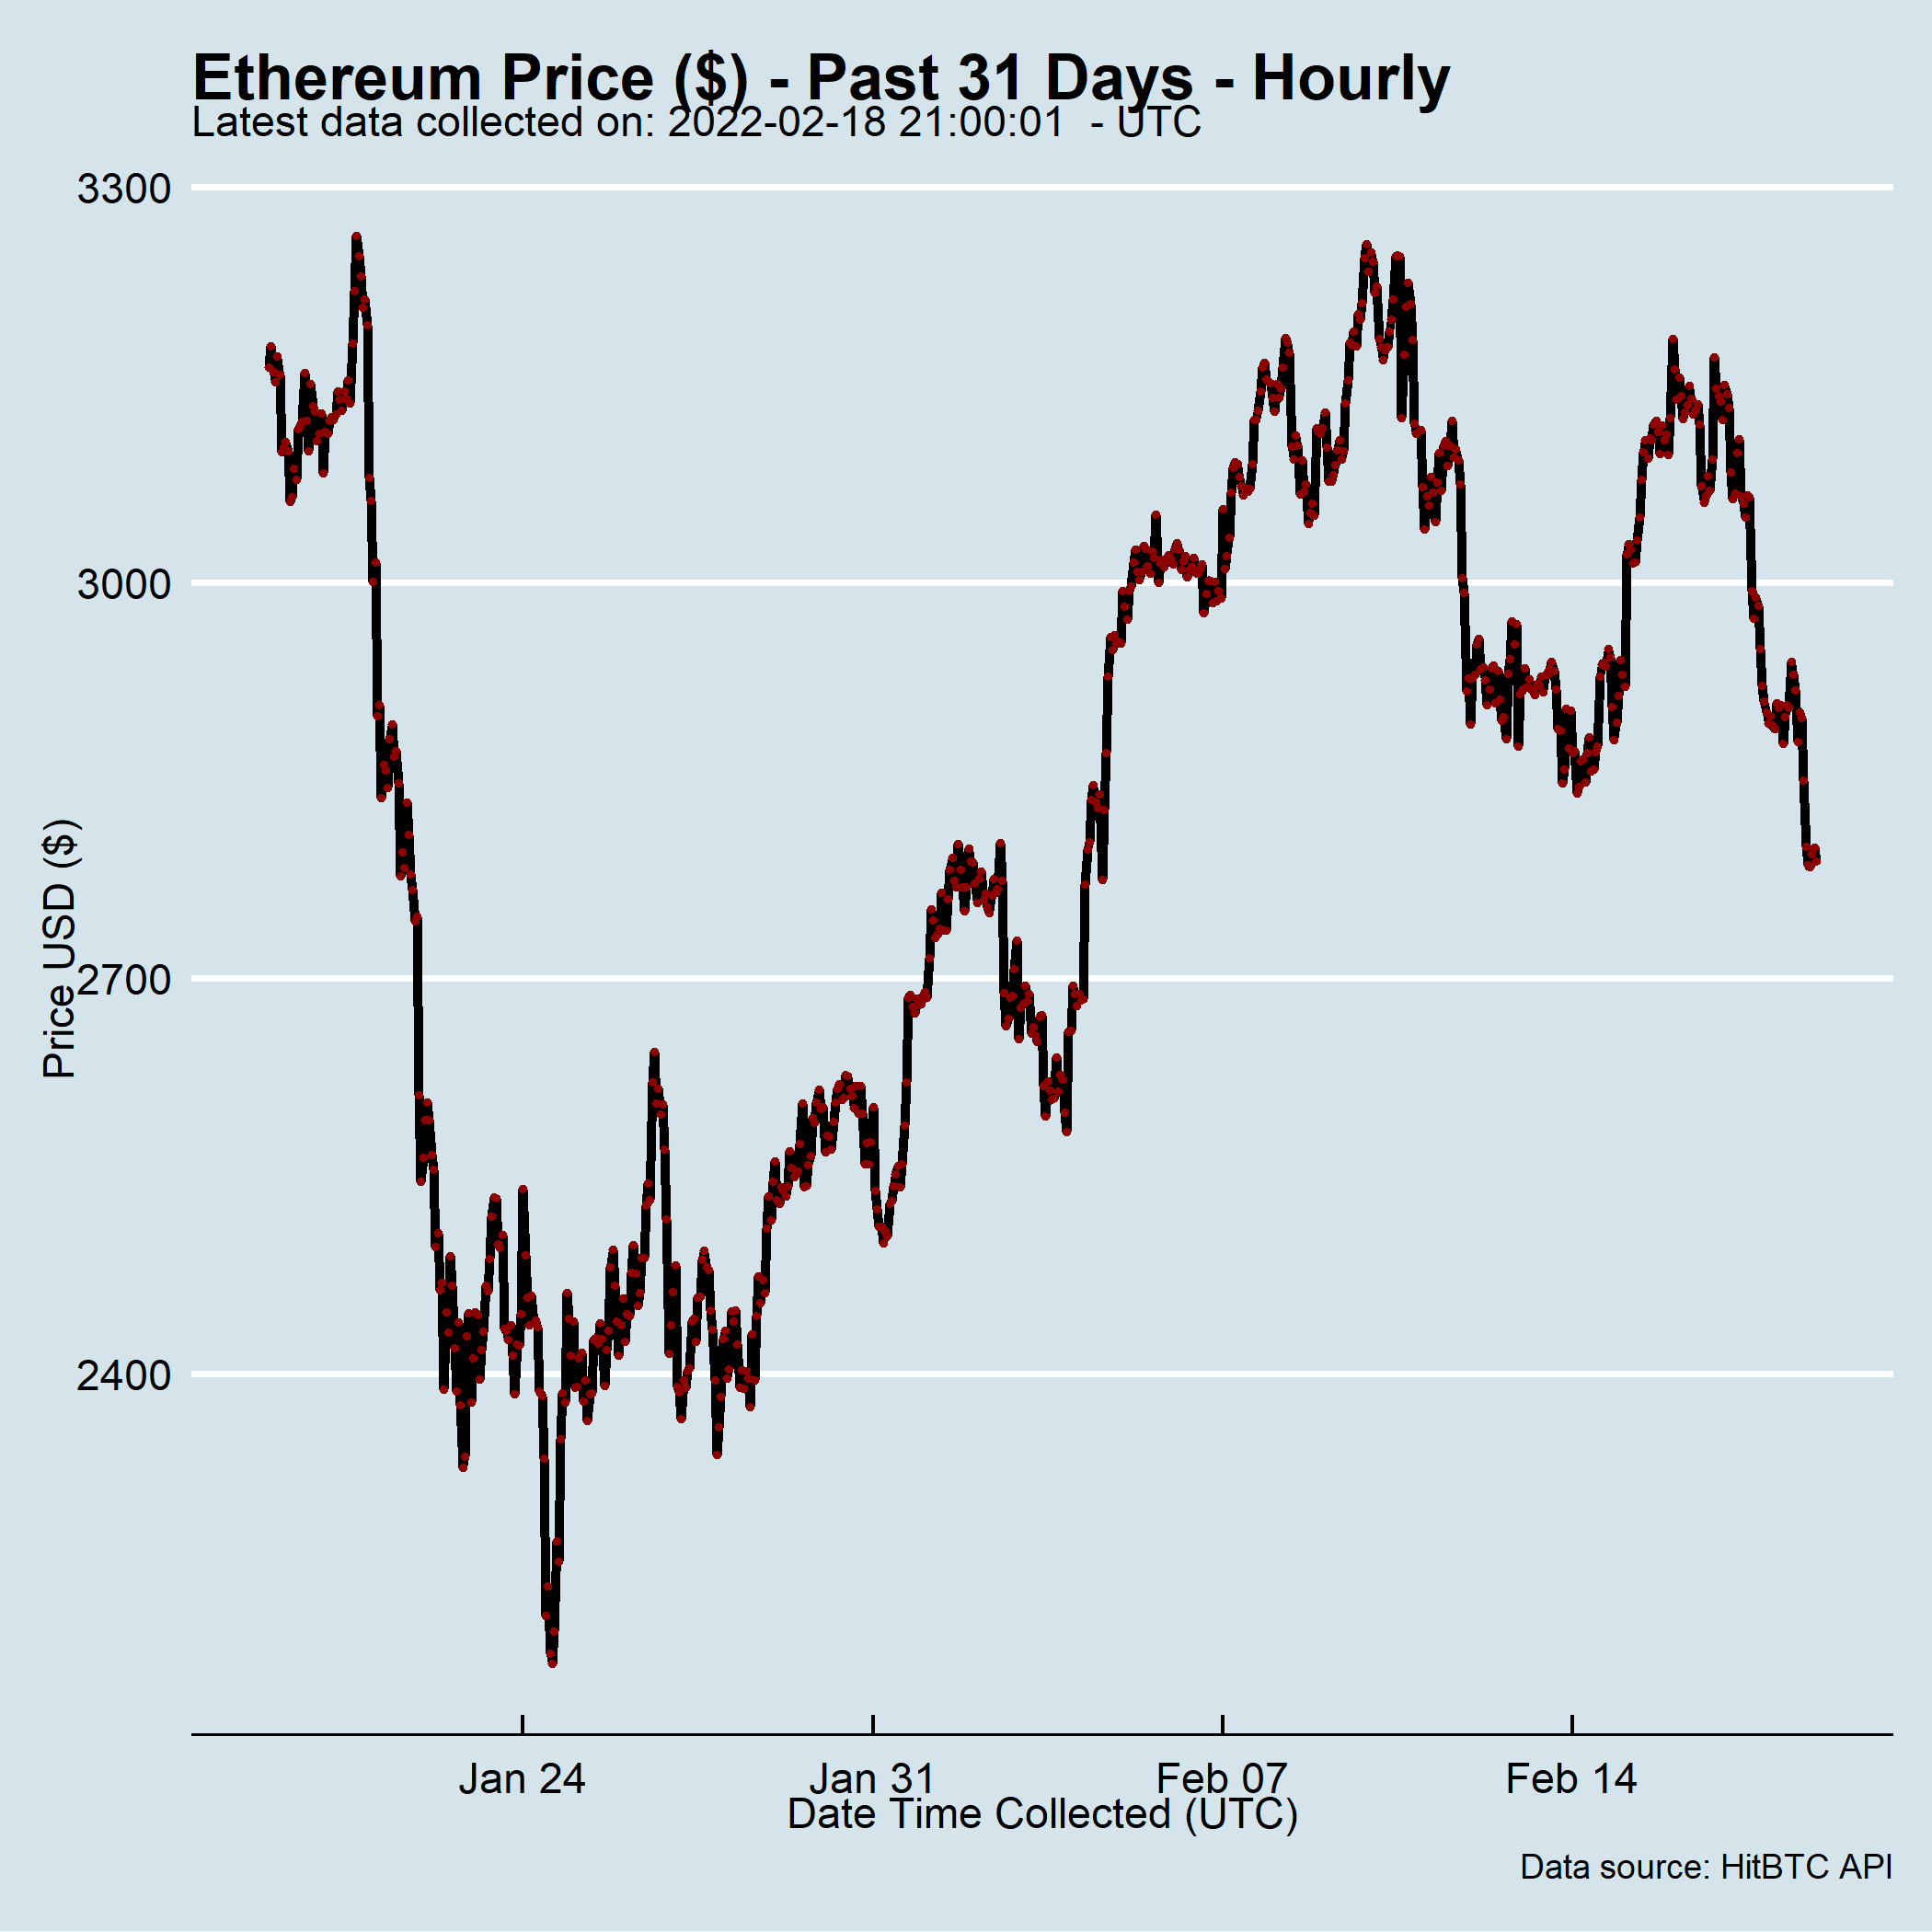 Ethereum Price ($) - Past 31 Days - Hourly
Latest data collected on: 2022-02-18 21:00:01  - UTC
3300
3000
2700
2400
Price USD ($)
Jan 24
Jan 31
Feb 07
Feb 14
Date Time Collected (UTC)
Data source: HitBTC API